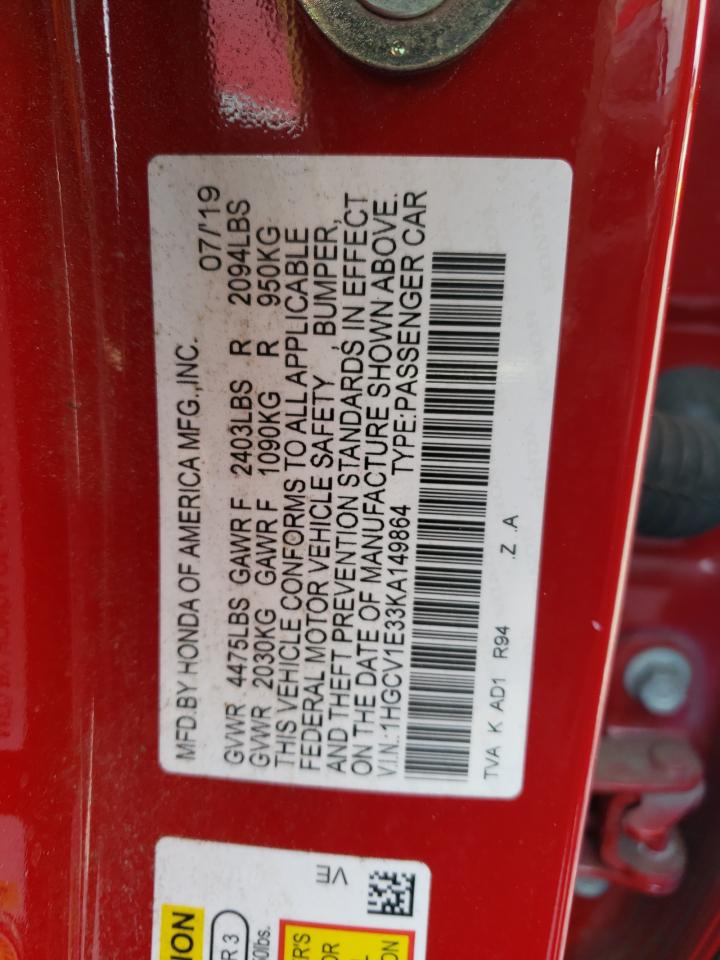 MFD.BY HONDA OF AMERICA MFG.,INC. 07/'19
GVWR 4475LBS GAWR F 2403LBS R 2094LBS
GVWR 2030KG GAWR F 1090KG R 950KG
THIS VEHICLE CONFORMS TO ALL APPLICABLE
FEDERAL MOTOR VEHICLE SAFETY , BUMPER,
AND THEFT PREVENTION STANDARDS IN EFFECT
ON THE DATE OF MANUFACTURE SHOWN ABOVE.
V.I.N.:1HGCV1E33KA149864 TYPE:PASSENGER CAR
TVA K AD1 R94 .Z .A
VE